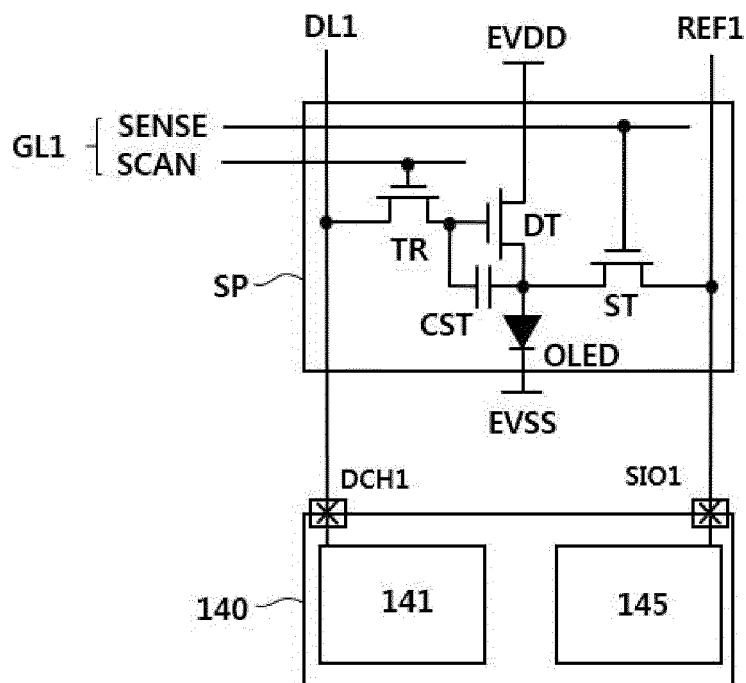 DL1
EVDD
REF1
GL1
SENSE
SCAN
DT
TR
SP
CST
ST
OLED
EVSS
DCH1
SIO1
140
141
145